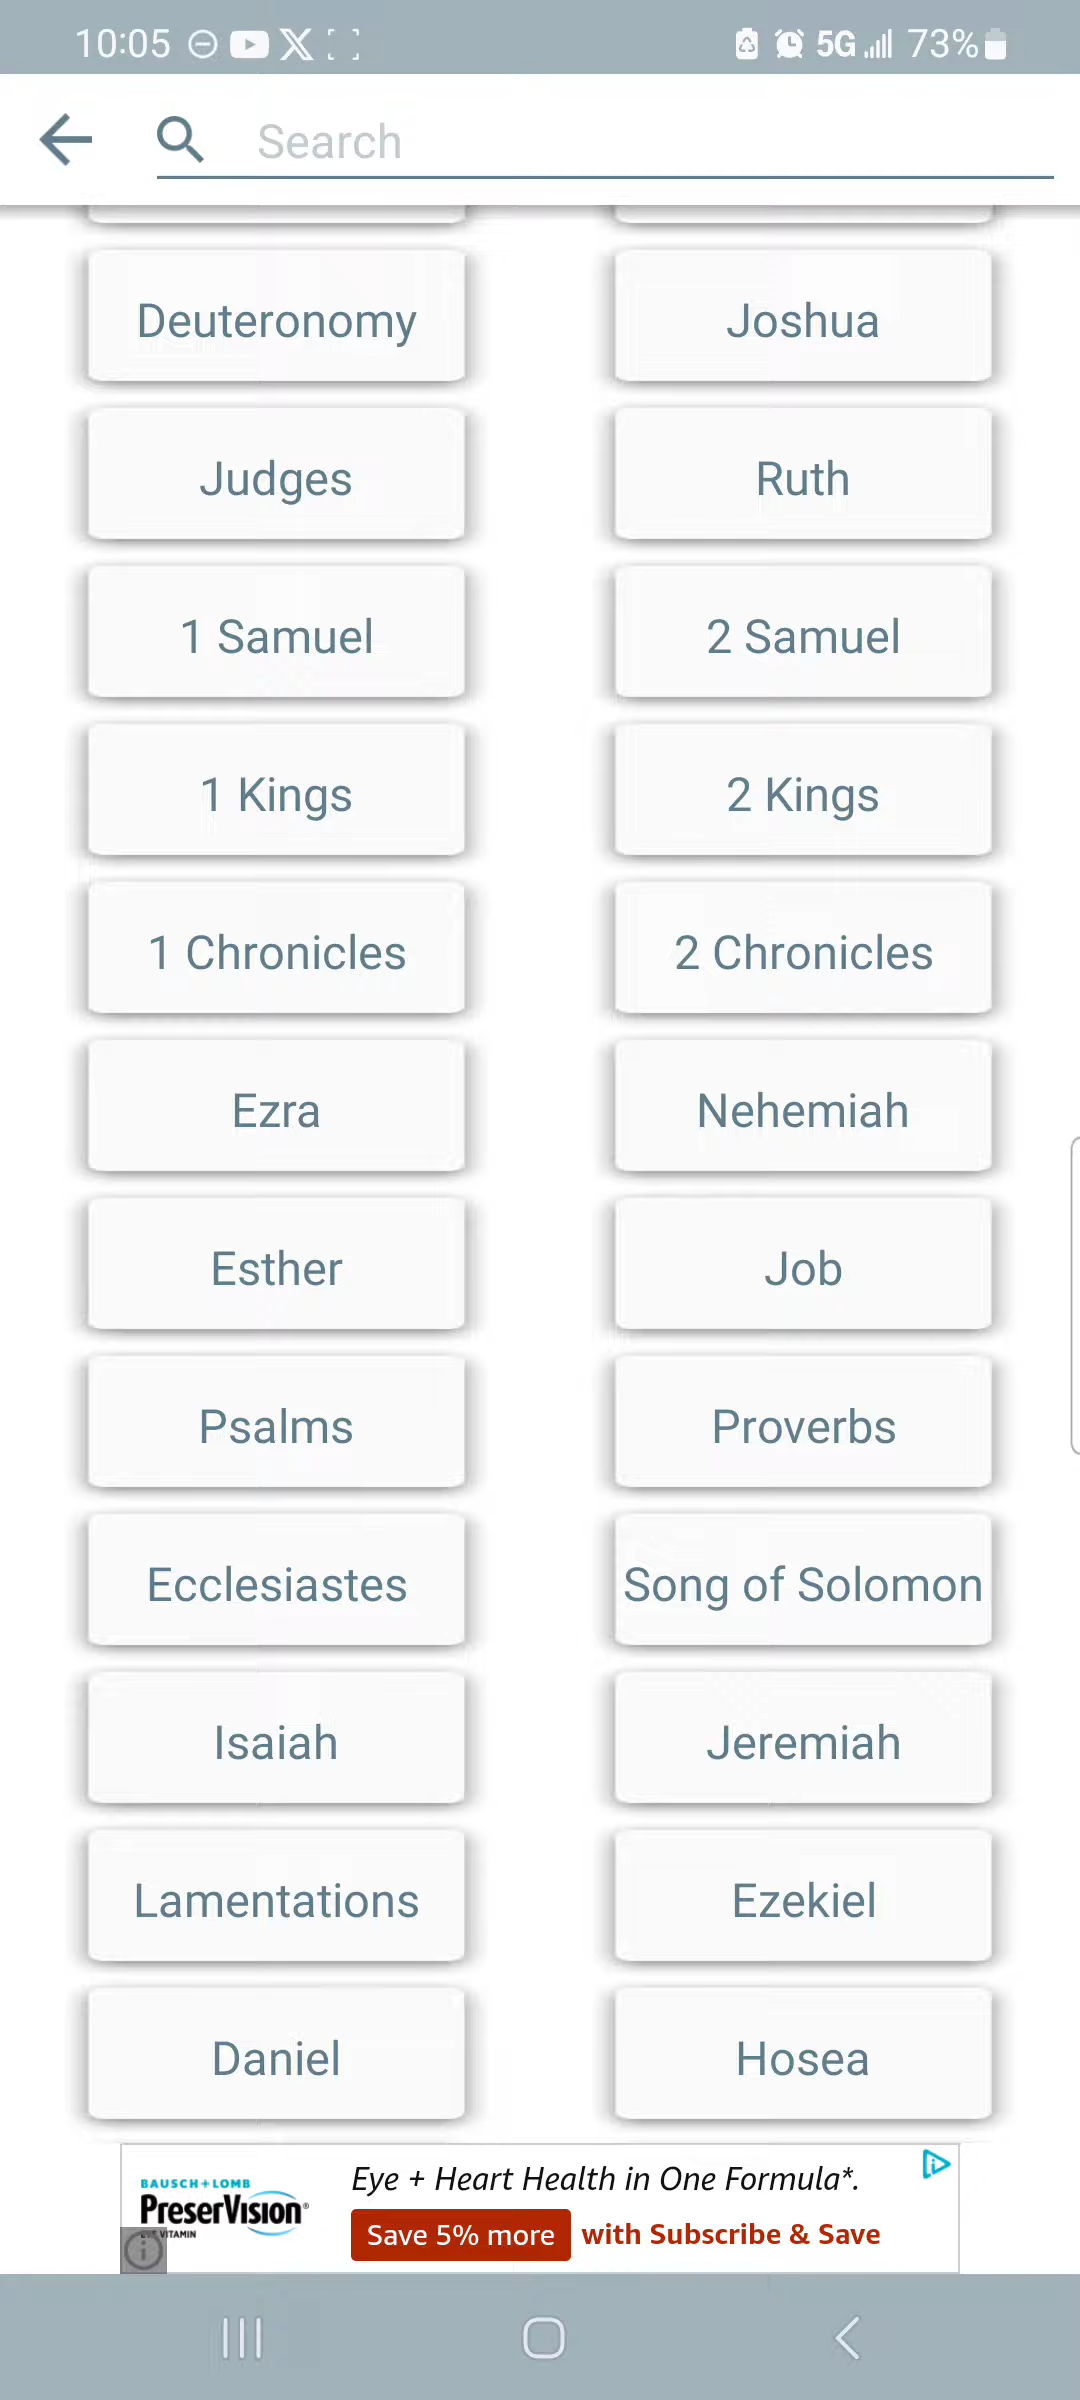 10:05 5G 73%
Search
Deuteronomy Joshua
Judges Ruth
1 Samuel 2 Samuel
1 Kings 2 Kings
1 Chronicles 2 Chronicles
Ezra Nehemiah
Esther Job
Psalms Proverbs
Ecclesiastes Song of Solomon
Isaiah Jeremiah
Lamentations Ezekiel
Daniel Hosea
BAUSCH+LOMB
PreserVision®
VITAMIN
Eye + Heart Health in One Formula*.
Save 5% more with Subscribe & Save